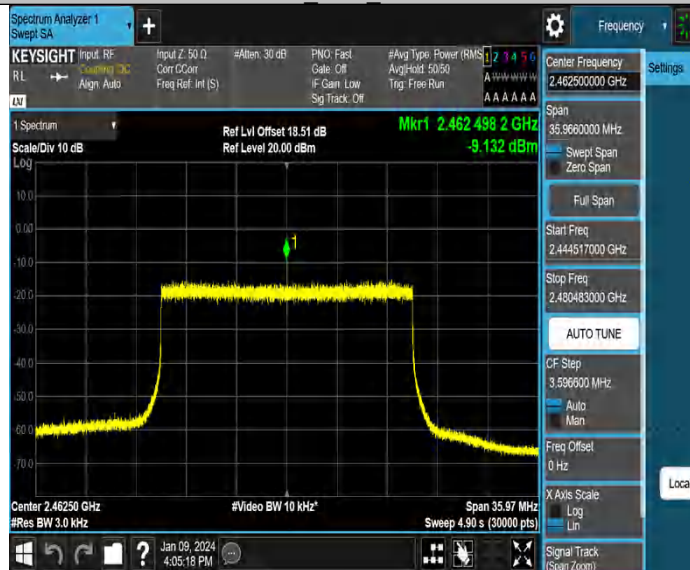 Spectrum Analyzer 1
Swept SA
Frequency
KEYSIGHT
RL
Input: RF
Coupling: DC
Align: Auto
Input Z: 50 Ω
Corr CCorr
Freq Ref: Int (S)
#Atten: 30 dB
PNO: Fast
Gate: Off
IF Gain: Low
Sig Track: Off
#Avg Type: Power (RMS
Avg|Hold: 50/50
Trig: Free Run
1 2 3 4 5 6
A W W W W W
A A A A A A
Center Frequency
2.462500000 GHz
Settings
Span
35.9660000 MHz
Swept Span
Zero Span
Full Span
Start Freq
2.444517000 GHz
Stop Freq
2.480483000 GHz
AUTO TUNE
CF Step
3.596600 MHz
Auto
Man
Freq Offset
0 Hz
X Axis Scale
Log
Lin
Signal Track
(Span Zoom)
Loca
1 Spectrum
Scale/Div 10 dB
Log
Ref Lvl Offset 18.51 dB
Ref Level 20.00 dBm
Mkr1 2.462 498 2 GHz
-9.132 dBm
10.0
0.00
-10.0
-20.0
-30.0
-40.0
-50.0
-60.0
-70.0
1
Center 2.46250 GHz
#Res BW 3.0 kHz
#Video BW 10 kHz*
Span 35.97 MHz
Sweep 4.90 s (30000 pts)
Jan 09, 2024
4:05:18 PM